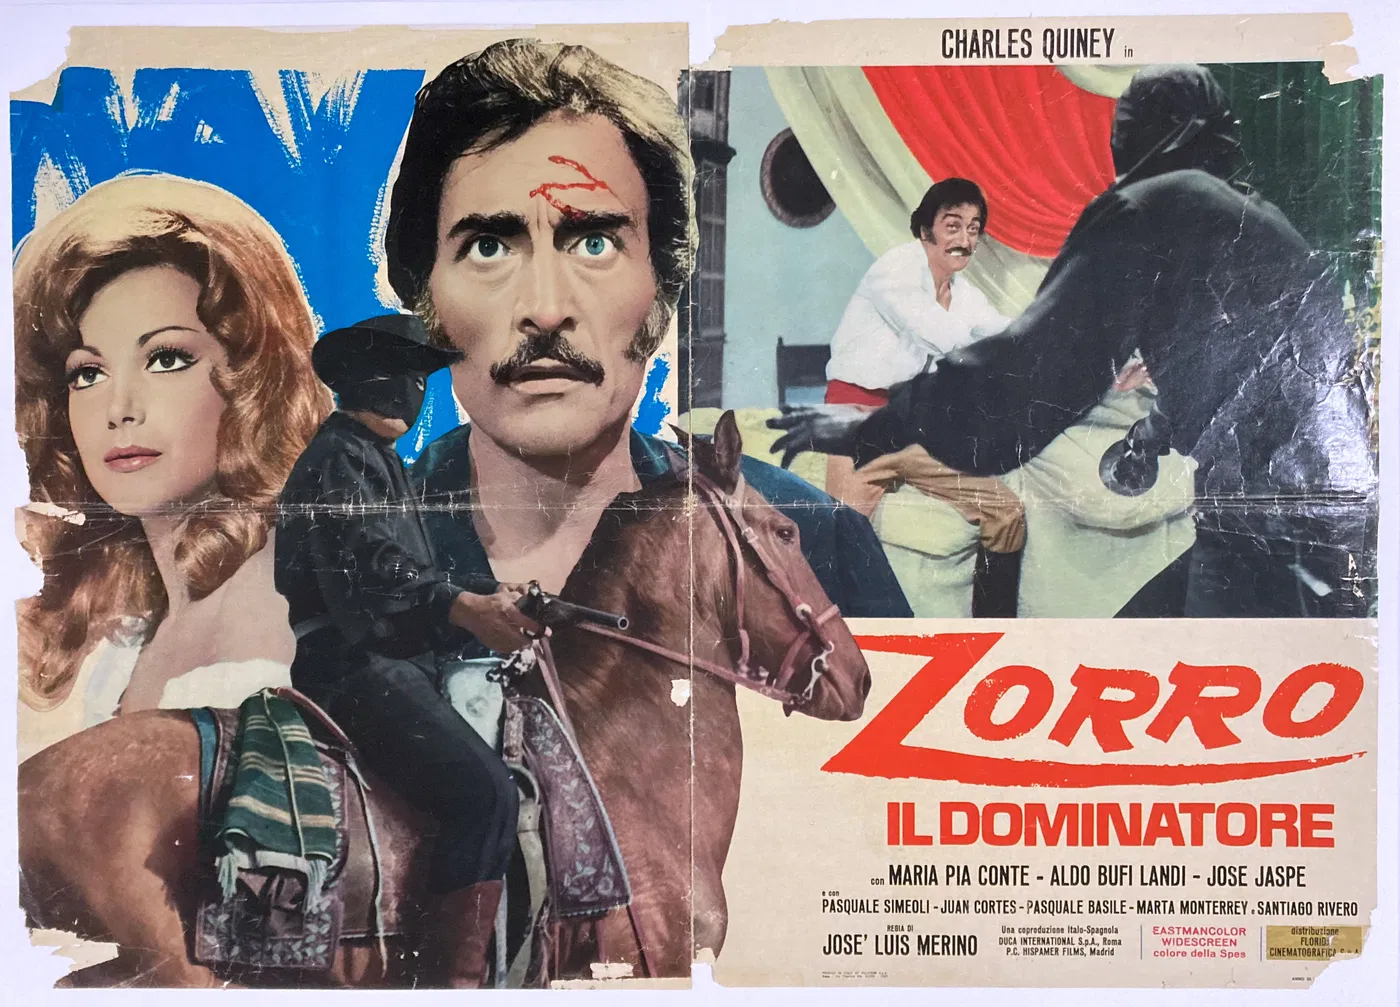 CHARLES QUINEY in
ZORRO
IL DOMINATORE
con MARIA PIA CONTE - ALDO BUFI LANDI - JOSE JASPE
e con
PASQUALE SIMEOLI - JUAN CORTES - PASQUALE BASILE - MARTA MONTERREY e SANTIAGO RIVERO
REGIA DI
JOSE' LUIS MERINO
Una coproduzione Italo-Spagnola
DUCA INTERNATIONAL S.p.A., Roma
P.C. HISPAMER FILMS, Madrid
EASTMANCOLOR
WIDESCREEN
colore della Spes
distribuzione
FLORIDA
CINEMATOGRAFICA